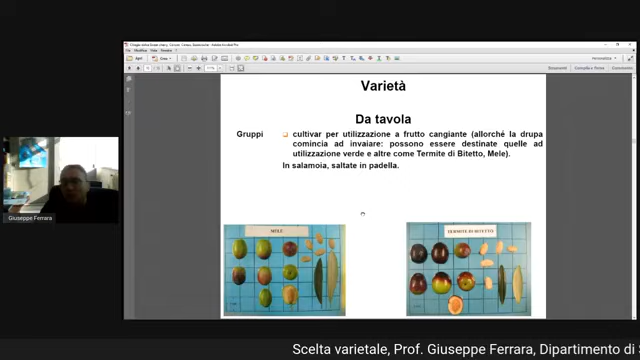 Varietà
Da tavola
Gruppi
cultivar per utilizzazione a frutto cangiante (allorché la drupa
comincia ad invaiare: possono essere destinate quelle ad
utilizzazione verde e altre come Termite di Bitetto, Mele).
In salamoia, saltate in padella.
MELE
TERMITE DI BITETTO
Giuseppe Ferrara
Scelta varietale, Prof. Giuseppe Ferrara, Dipartimento di